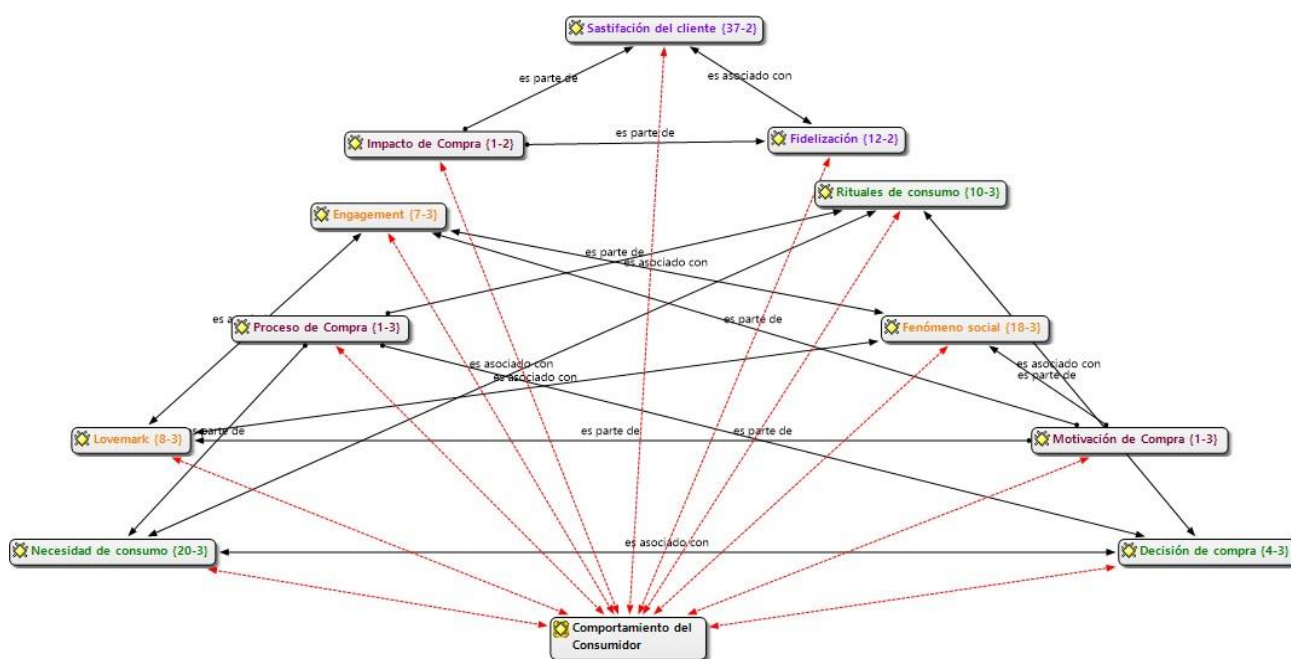 Sastifación del cliente {37-2}
es parte de
es asociado con
Impacto de Compra {1-2}
es parte de
Fidelización {12-2}
Rituales de consumo {10-3}
Engagement {7-3}
es parte de
es asociado con
es parte de
Proceso de Compra {1-3}
Fenómeno social {18-3}
es asociado con
es asociado con
es asociado con
es parte de
Lovemark {8-3}
parte de
es parte de
es parte de
Motivación de Compra {1-3}
Necesidad de consumo {20-3}
es asociado con
Decisión de compra {4-3}
Comportamiento del
Consumidor